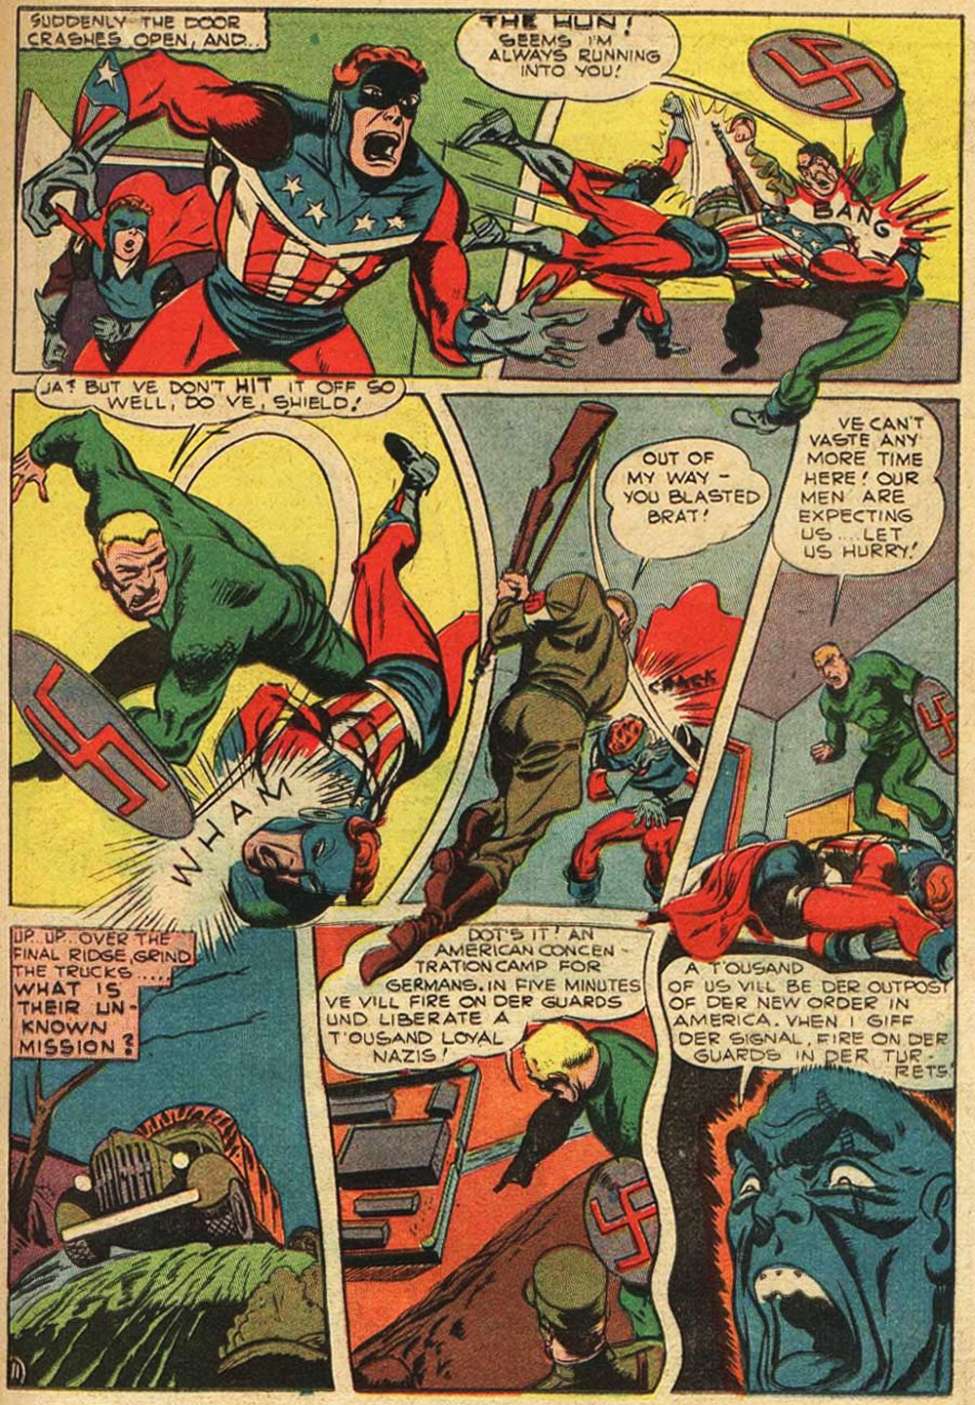 SUDDENLY THE DOOR
CRASHES OPEN, AND...
THE HUN!
SEEMS I'M
ALWAYS RUNNING
INTO YOU!
BANG
JA? BUT VE DON'T HIT IT OFF SO
WELL, DO VE, SHIELD!
WHAM
OUT OF
MY WAY -
YOU BLASTED
BRAT!
CRACK
VE CAN'T
VASTE ANY
MORE TIME
HERE! OUR
MEN ARE
EXPECTING
US .... LET
US HURRY!
UP...UP...OVER THE
FINAL RIDGE, GRIND
THE TRUCKS.....
WHAT IS
THEIR UN-
KNOWN
MISSION?
11
DOT'S IT! AN
AMERICAN CONCEN-
TRATION CAMP FOR
GERMANS. IN FIVE MINUTES
VE VILL FIRE ON DER GUARDS
UND LIBERATE A
T'OUSAND LOYAL
NAZIS!
A T'OUSAND
OF US VILL BE DER OUTPOST
OF DER NEW ORDER IN
AMERICA. VHEN I GIFF
DER SIGNAL, FIRE ON DER
GUARDS IN DER TUR-
RETS!